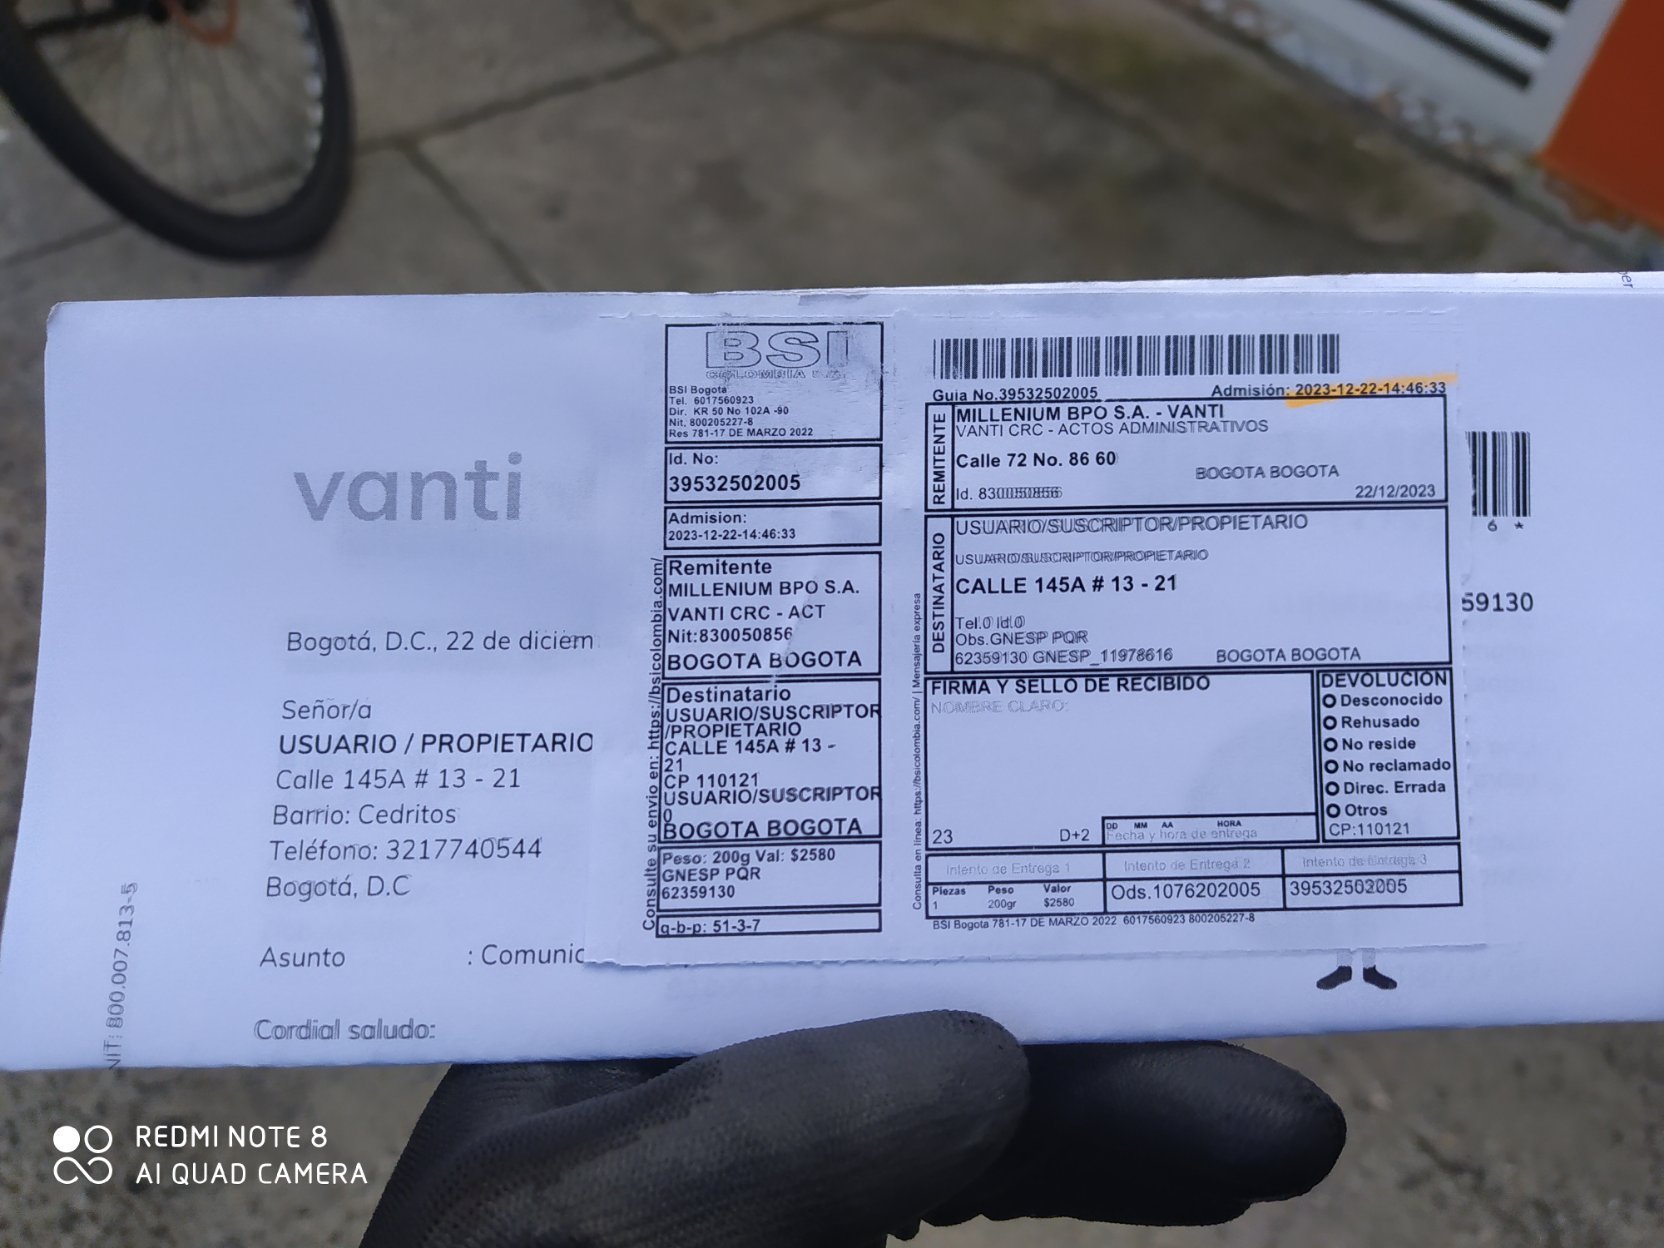 vanti
Bogotá, D.C., 22 de diciem
Señor/a
USUARIO / PROPIETARIO
Calle 145A # 13 - 21
Barrio: Cedritos
Teléfono: 3217740544
Bogotá, D.C
Asunto : Comunic
Cordial saludo:
NIT: 800.007.813-5
BSI
COLOMBIA S.A.
BSI Bogota
Tel. 6017560923
Dir. KR 50 No 102A -90
Nit. 800205227-8
Res 781-17 DE MARZO 2022
Id. No:
39532502005
Admision:
2023-12-22-14:46:33
Remitente
MILLENIUM BPO S.A.
VANTI CRC - ACT
Nit:830050856
BOGOTA BOGOTA
Destinatario
USUARIO/SUSCRIPTOR
/PROPIETARIO
CALLE 145A # 13 -
21
CP 110121
USUARIO/SUSCRIPTOR
0
BOGOTA BOGOTA
Peso: 200g Val: $2580
GNESP PQR
62359130
q-b-p: 51-3-7
Consulte su envio en: https://bsicolombia.com/
Guia No.39532502005 Admisión: 2023-12-22-14:46:33
REMITENTE
MILLENIUM BPO S.A. - VANTI
VANTI CRC - ACTOS ADMINISTRATIVOS
Calle 72 No. 86 60
BOGOTA BOGOTA
Id. 830050856 22/12/2023
DESTINATARIO
USUARIO/SUSCRIPTOR/PROPIETARIO
USUARIO/SUSCRIPTOR/PROPIETARIO
CALLE 145A # 13 - 21
Tel.0 Id.0
Obs.GNESP PQR
62359130 GNESP_11978616 BOGOTA BOGOTA
FIRMA Y SELLO DE RECIBIDO
NOMBRE CLARO:
23 D+2
DD MM AA HORA
Fecha y hora de entrega
DEVOLUCIÓN
Desconocido
Rehusado
No reside
No reclamado
Direc. Errada
Otros
CP:110121
Intento de Entrega 1 Intento de Entrega 2 Intento de Entrega 3
Piezas Peso Valor
1 200gr $2580
Ods.1076202005
39532502005
BSI Bogota 781-17 DE MARZO 2022 6017560923 800205227-8
Consulta en linea: https://bsicolombia.com/ | Mensajería expresa
6 *
59130
REDMI NOTE 8
AI QUAD CAMERA